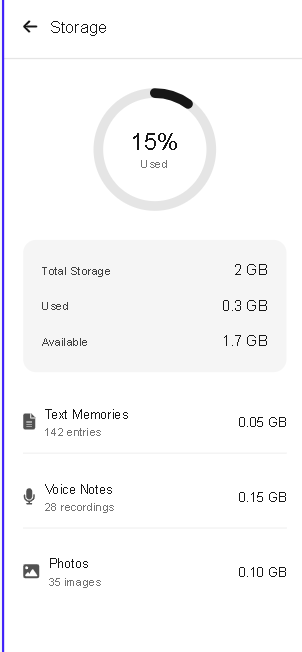 Storage
15%
Used
Total Storage 2 GB
Used 0.3 GB
Available 1.7 GB
Text Memories 0.05 GB
142 entries
Voice Notes 0.15 GB
28 recordings
Photos 0.10 GB
35 images